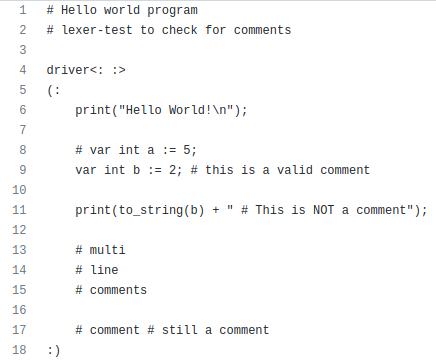 1 # Hello world program
2 # lexer-test to check for comments
3
4 driver<: :>
5 (:
6     print("Hello World!\n");
7
8     # var int a := 5;
9     var int b := 2; # this is a valid comment
10
11     print(to_string(b) + " # This is NOT a comment");
12
13     # multi
14     # line
15     # comments
16
17     # comment # still a comment
18 :)